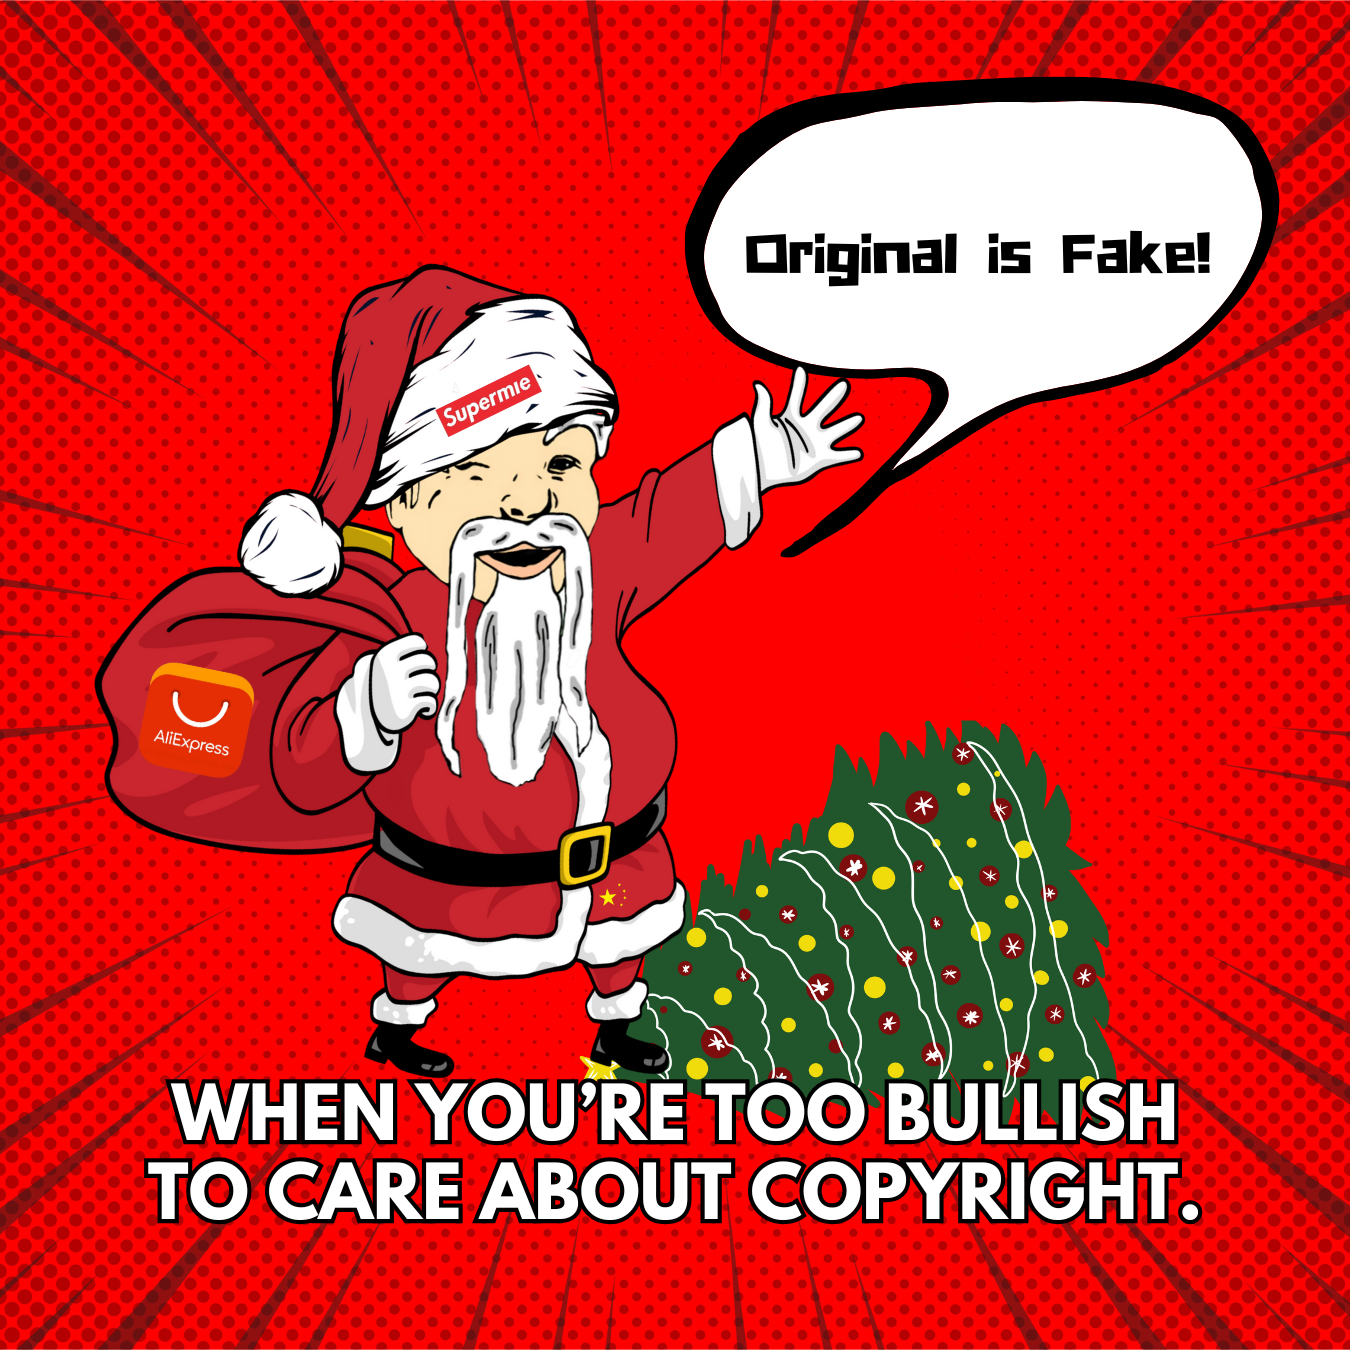 Original is Fake!
Supermie
AliExpress
WHEN YOU’RE TOO BULLISH
TO CARE ABOUT COPYRIGHT.